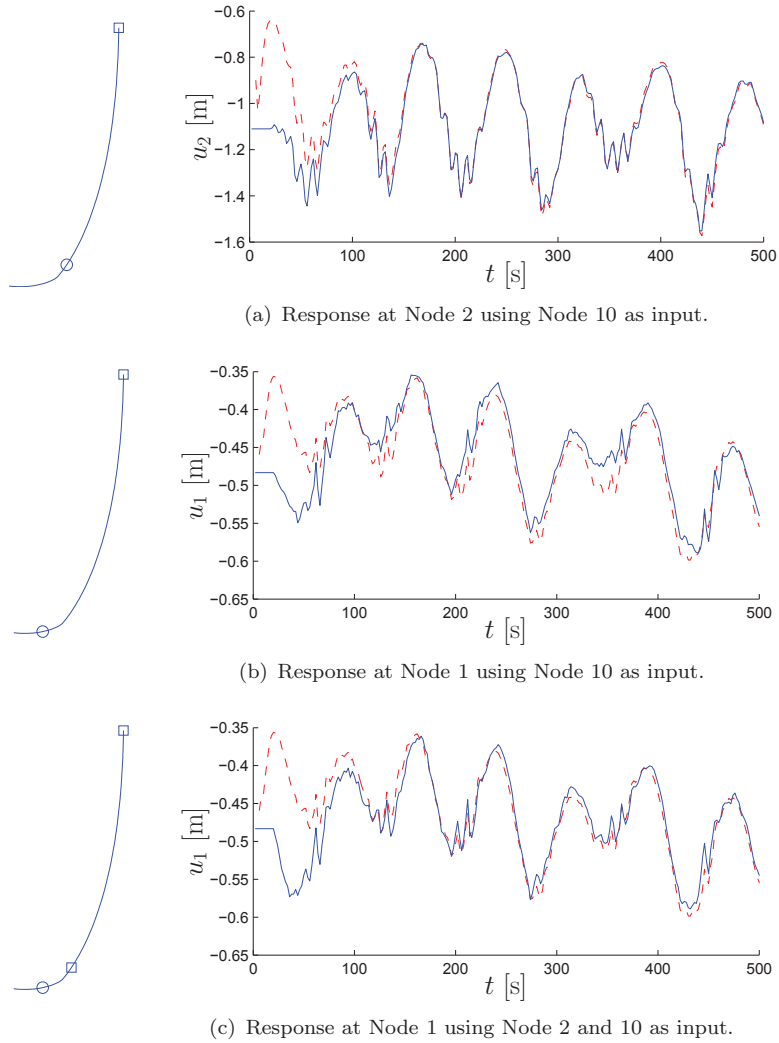 −0.6
−0.8
−1
−1.2
−1.4
−1.6
u₂ [m]
0 100 200 300 400 500
t [s]
(a) Response at Node 2 using Node 10 as input.
−0.35
−0.4
−0.45
−0.5
−0.55
−0.6
−0.65
u₁ [m]
0 100 200 300 400 500
t [s]
(b) Response at Node 1 using Node 10 as input.
−0.35
−0.4
−0.45
−0.5
−0.55
−0.6
−0.65
u₁ [m]
0 100 200 300 400 500
t [s]
(c) Response at Node 1 using Node 2 and 10 as input.